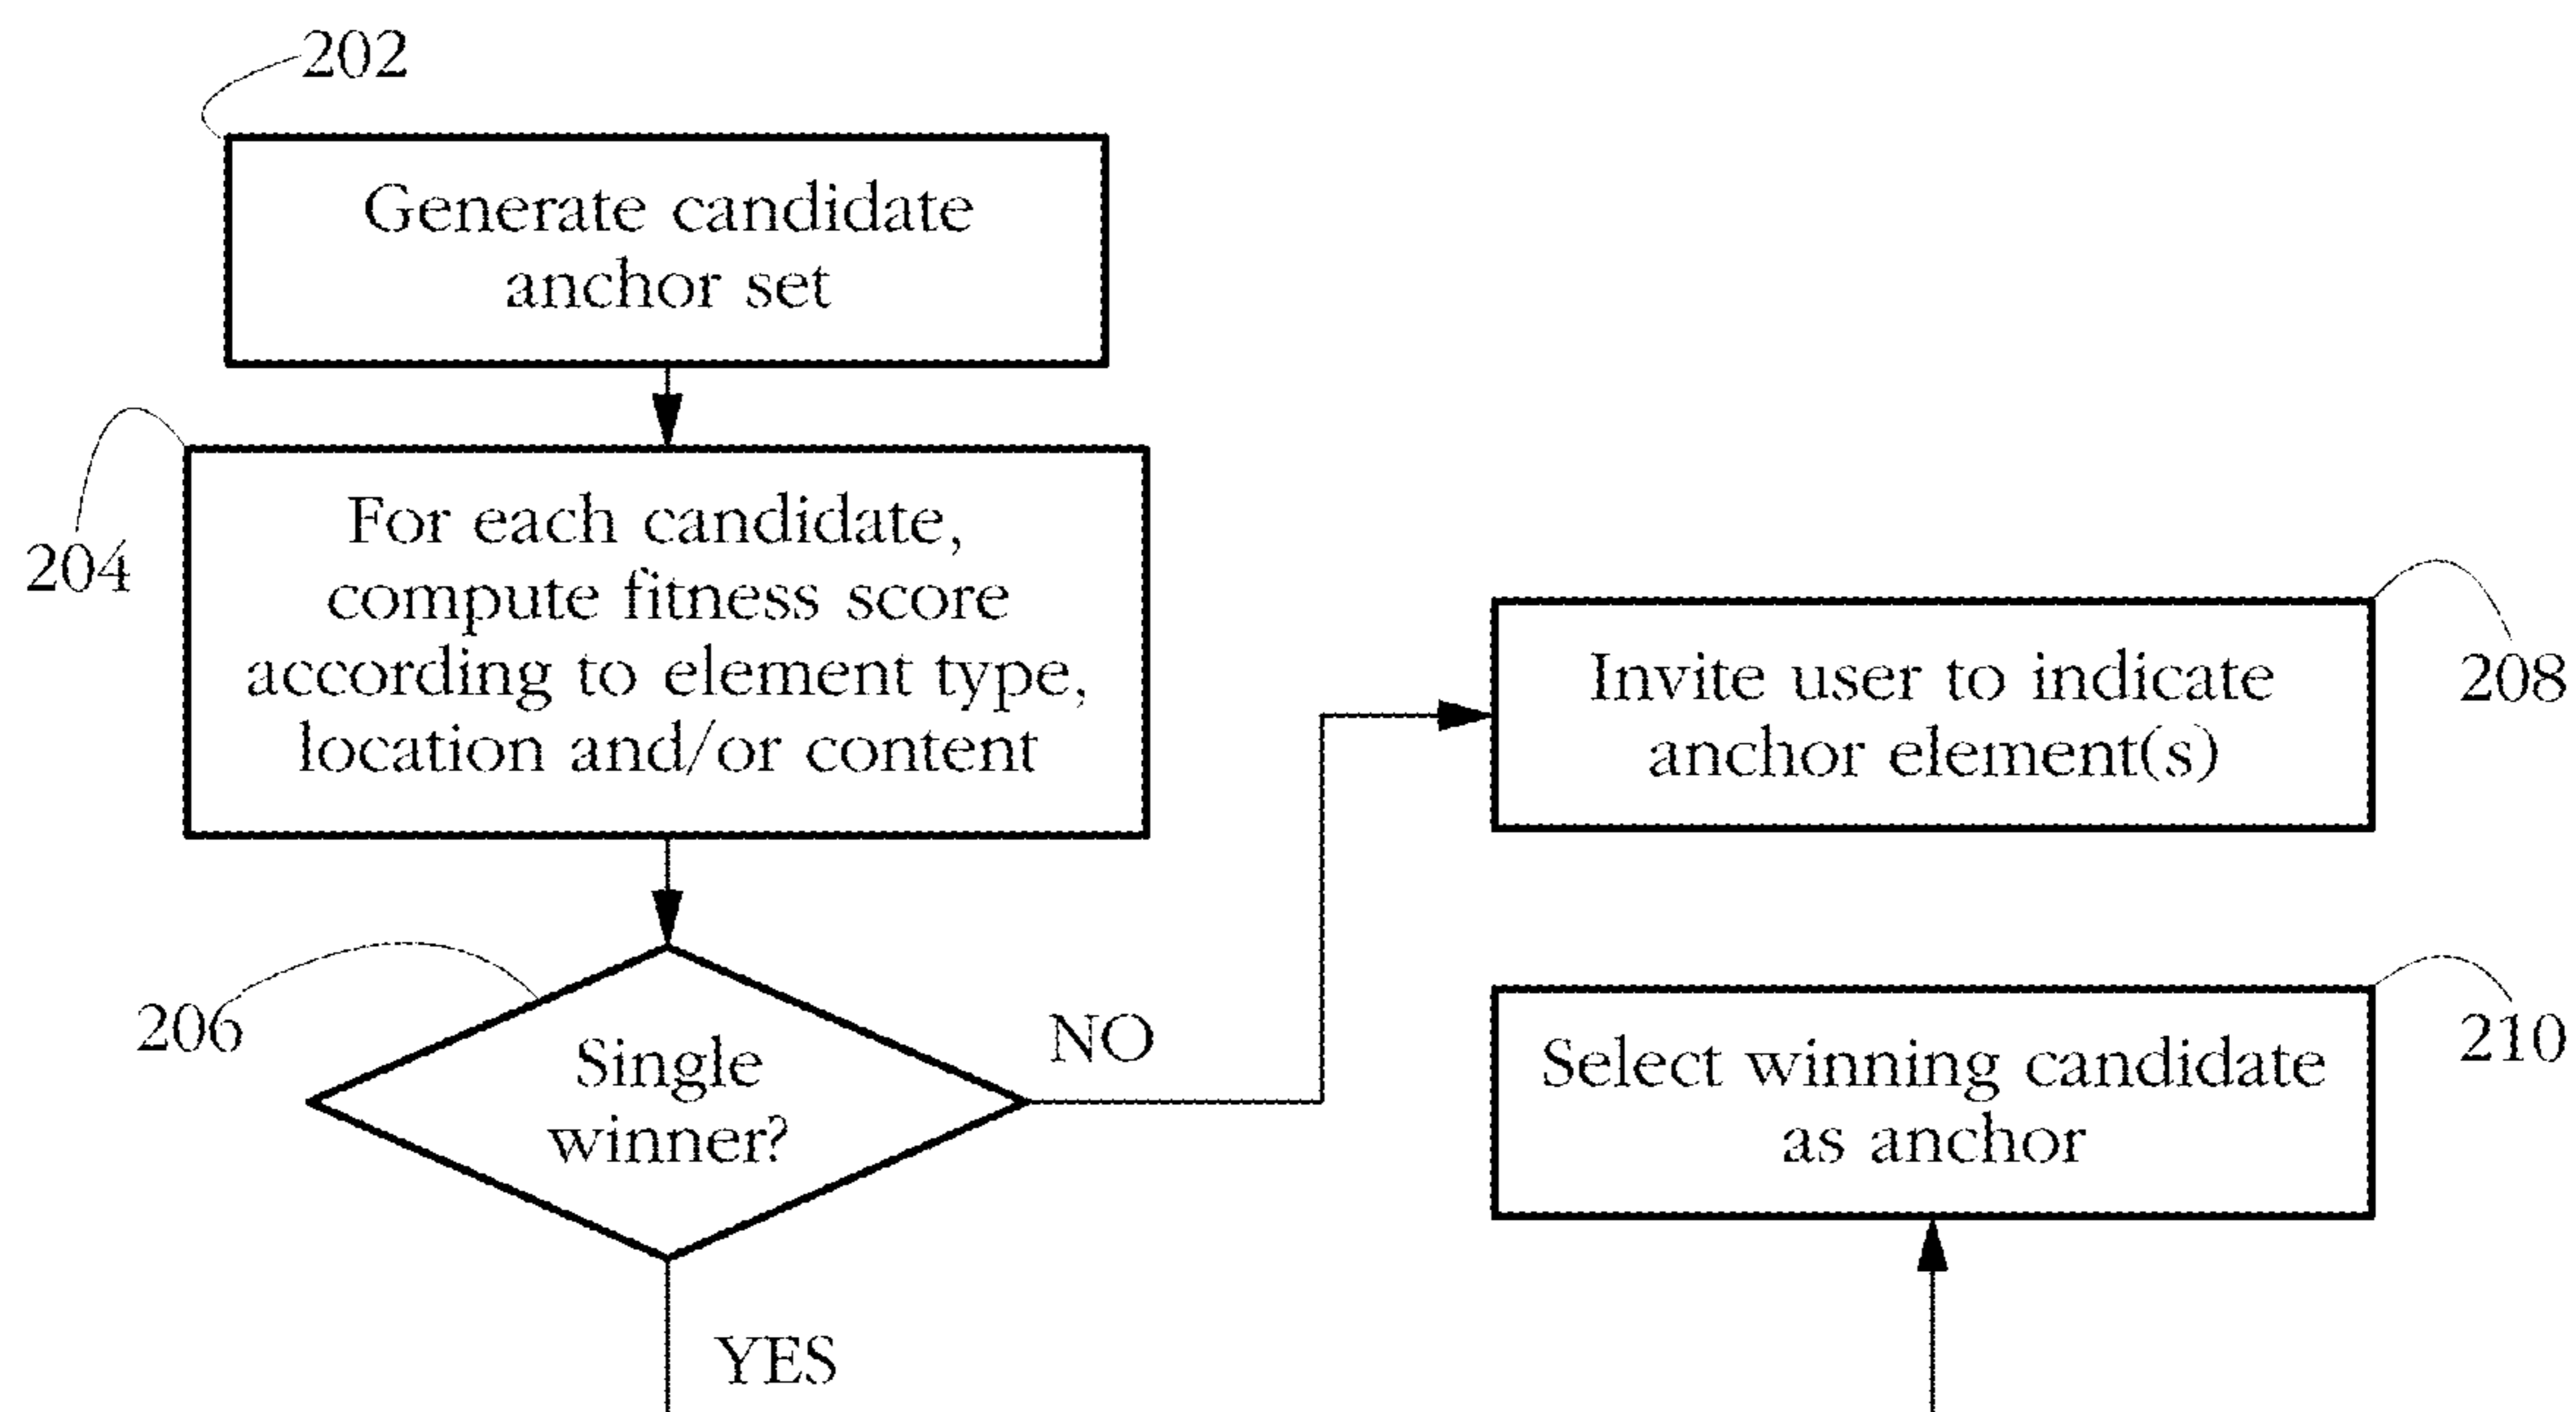 202
Generate candidate
anchor set
204
For each candidate,
compute fitness score
according to element type,
location and/or content
206
Single
winner?
NO
YES
208
Invite user to indicate
anchor element(s)
210
Select winning candidate
as anchor